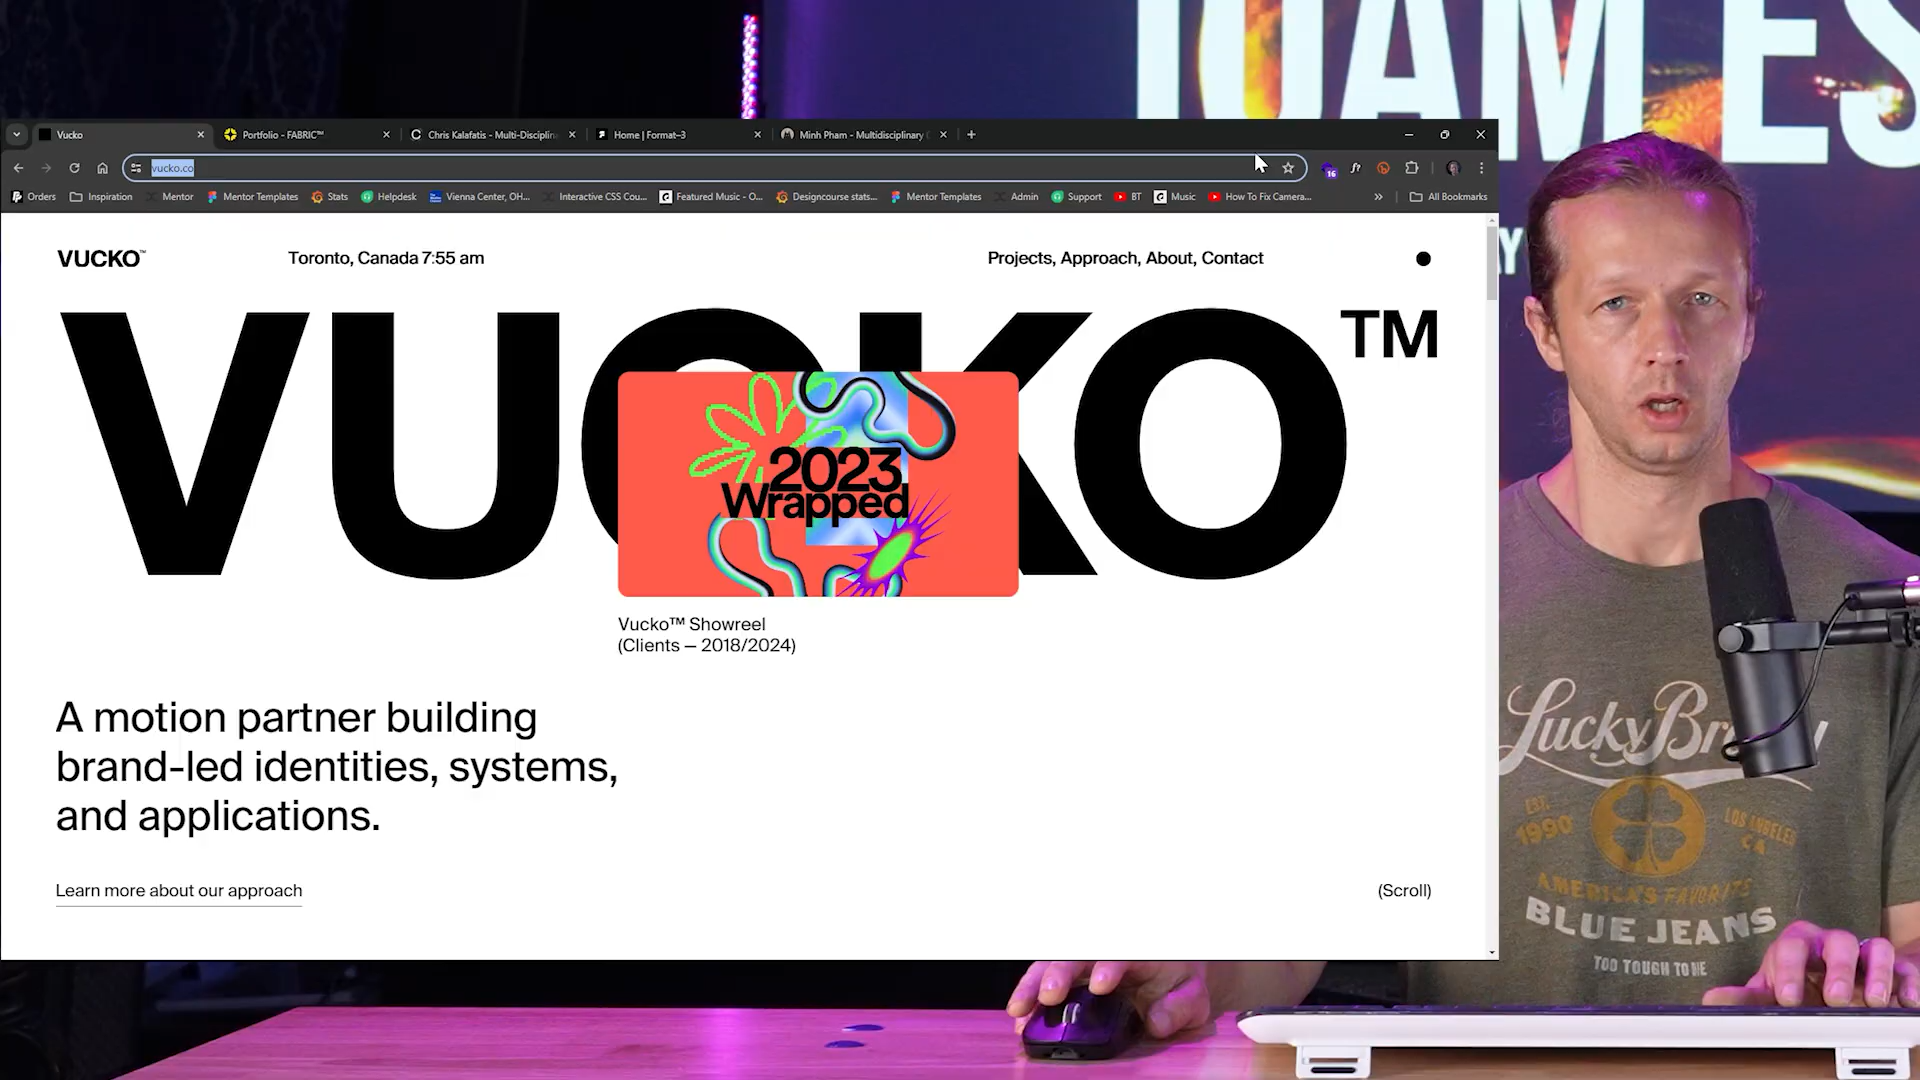 IGAM ES
Y
Vucko
Portfolio - FABRIC™
Chris Kalafatis - Multi-Disciplin
Home | Format-3
Minh Pham - Multidisciplinary
vucko.co
16
Orders
Inspiration
Mentor
Mentor Templates
Stats
Helpdesk
Vienna Center, OH...
Interactive CSS Cou...
Featured Music - O...
Designcourse stats...
Mentor Templates
Admin
Support
BT
Music
How To Fix Camera...
All Bookmarks
VUCKO™
Toronto, Canada 7:55 am
Projects, Approach, About, Contact
VUCKO™
2023
Wrapped
Vucko™ Showreel
(Clients – 2018/2024)
A motion partner building
brand-led identities, systems,
and applications.
Learn more about our approach
(Scroll)
Lucky Br
EST.
1990
LOS ANGELES
CA
AMERICA'S FAVORITE
BLUE JEANS
TOO TOUGH TO DIE